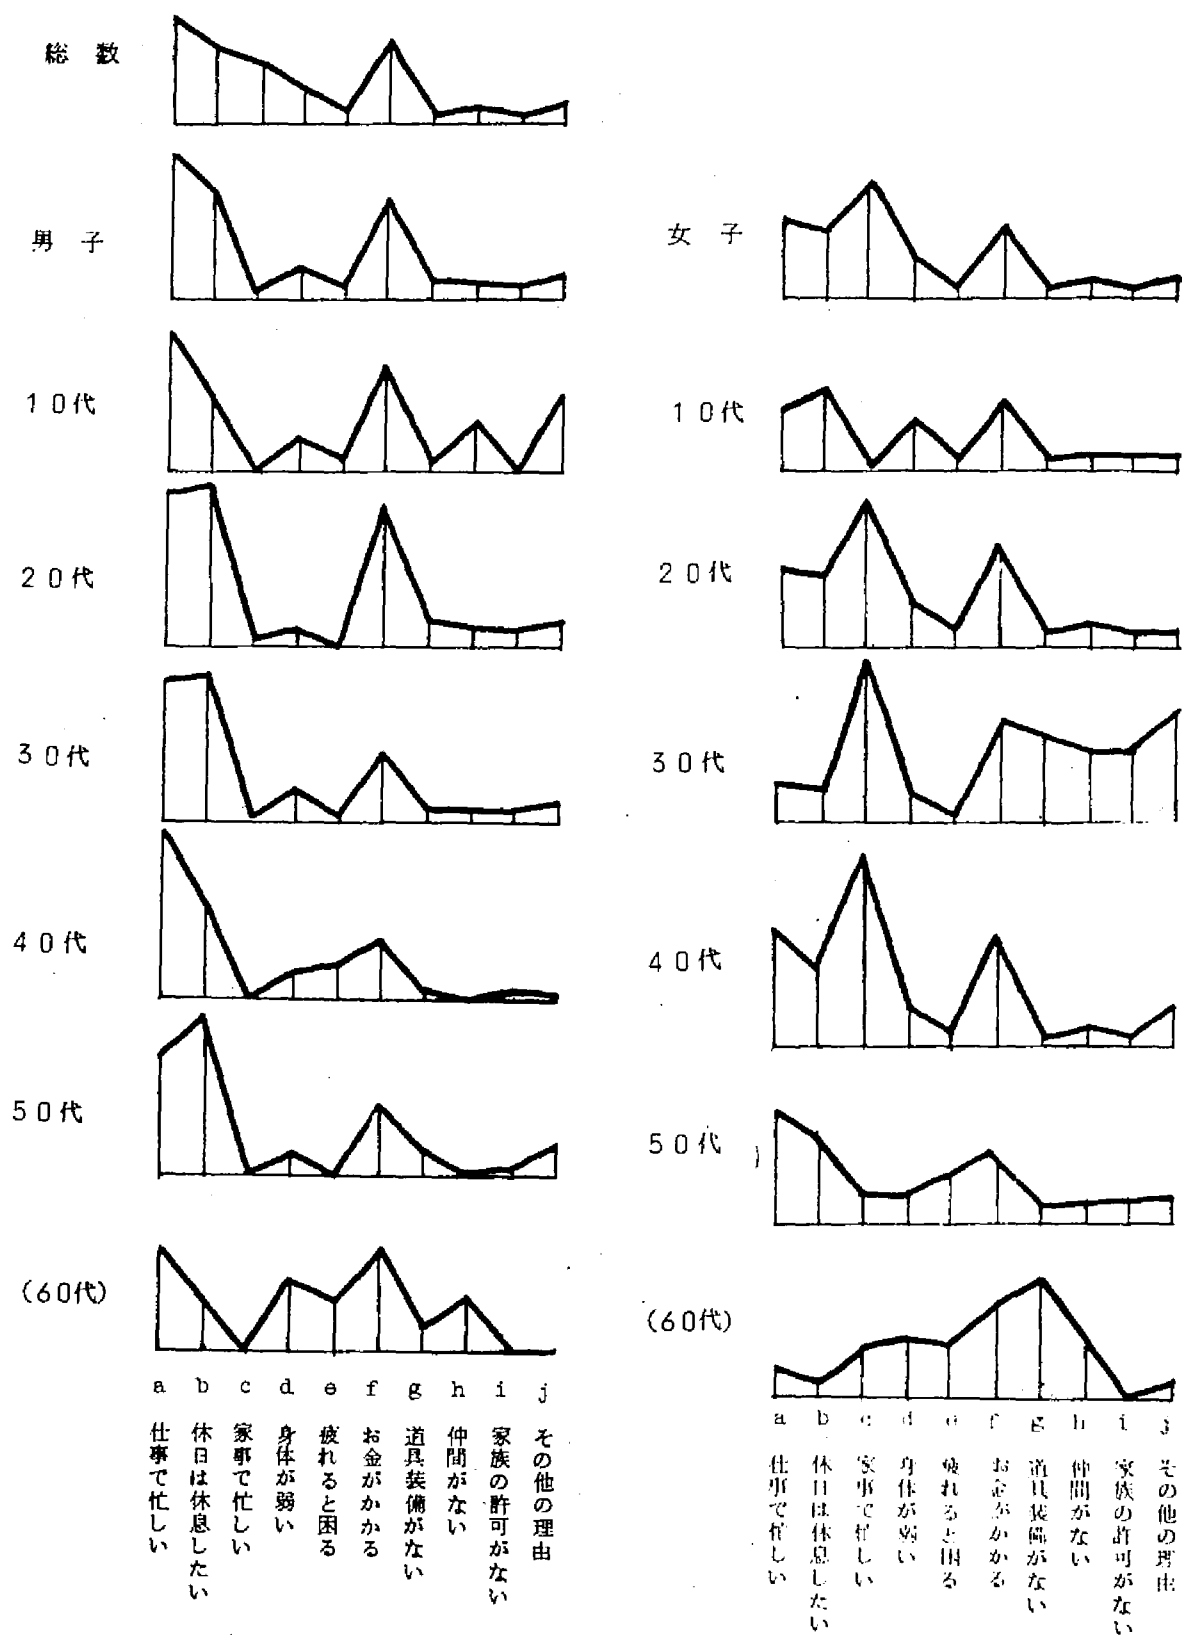 総数
男子
10代
20代
30代
40代
50代
(60代)
a b c d e f g h i j
仕事で忙しい
休日は休息したい
家事で忙しい
身体が弱い
疲れると困る
お金がかかる
道具装備がない
仲間がない
家族の許可がない
その他の理由
女子
10代
20代
30代
40代
50代
(60代)
a b c d e f g h i j
仕事で忙しい
休日は休息したい
家事で忙しい
身体が弱い
疲れると困る
お金がかかる
道具装備がない
仲間がない
家族の許可がない
その他の理由